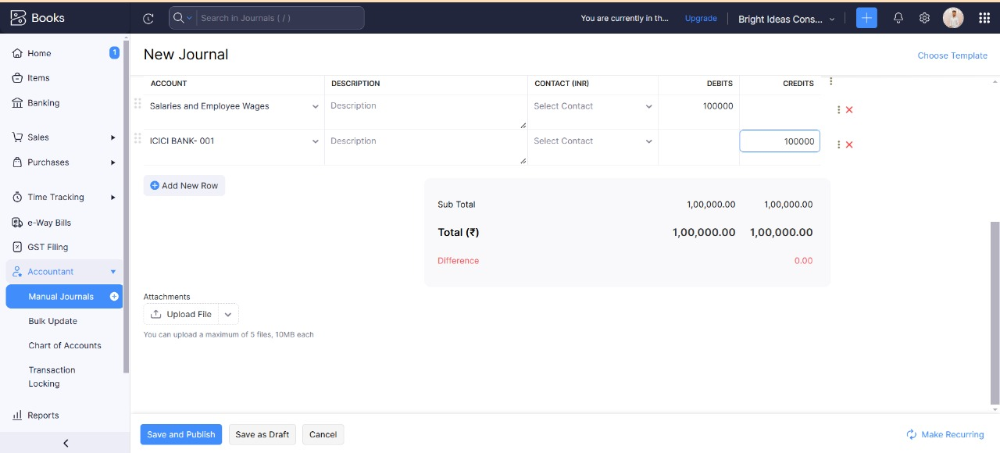 Books
Search in Journals ( / )
You are currently in th...
Upgrade
Bright Ideas Cons...
Home
1
Items
Banking
Sales
Purchases
Time Tracking
e-Way Bills
GST Filing
Accountant
Manual Journals
Bulk Update
Chart of Accounts
Transaction
Locking
Reports
New Journal
Choose Template
ACCOUNT DESCRIPTION CONTACT (INR) DEBITS CREDITS
Salaries and Employee Wages Description Select Contact 100000
ICICI BANK- 001 Description Select Contact 100000
Add New Row
Sub Total 1,00,000.00 1,00,000.00
Total (₹) 1,00,000.00 1,00,000.00
Difference 0.00
Attachments
Upload File
You can upload a maximum of 5 files, 10MB each
Save and Publish
Save as Draft
Cancel
Make Recurring